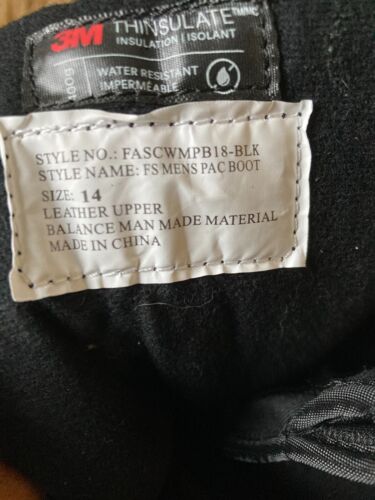 3M THINSULATE
INSULATION | ISOLANT
WATER RESISTANT
IMPERMÉABLE
STYLE NO.: FASCWMPB18-BLK
STYLE NAME: FS MENS PAC BOOT
SIZE: 14
LEATHER UPPER
BALANCE MAN MADE MATERIAL
MADE IN CHINA